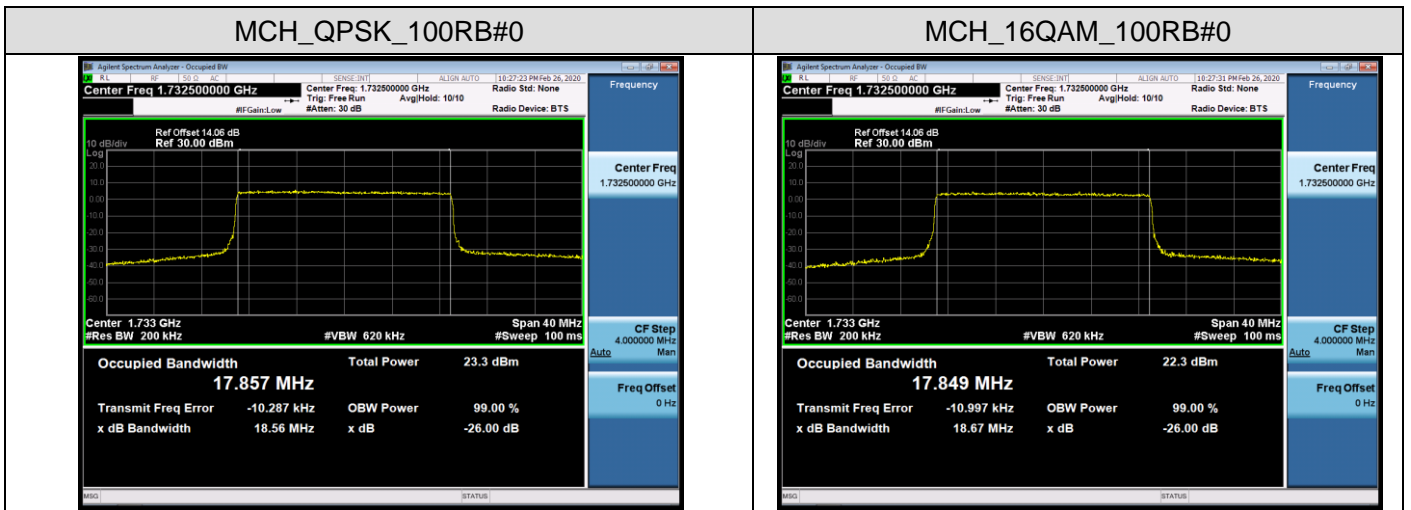 MCH_QPSK_100RB#0
MCH_16QAM_100RB#0
Agilent Spectrum Analyzer - Occupied BW
RL RF 50 Ω AC SENSE:INT ALIGN AUTO 10:27:23 PM Feb 26, 2020
Center Freq 1.732500000 GHz
Center Freq: 1.732500000 GHz
Radio Std: None
Trig: Free Run Avg|Hold: 10/10
#IFGain:Low #Atten: 30 dB
Radio Device: BTS
Ref Offset 14.06 dB
10 dB/div Ref 30.00 dBm
Log
20.0
10.0
0.00
-10.0
-20.0
-30.0
-40.0
-50.0
-60.0
Center 1.733 GHz Span 40 MHz
#Res BW 200 kHz #VBW 620 kHz #Sweep 100 ms
Occupied Bandwidth Total Power 23.3 dBm
17.857 MHz
Transmit Freq Error -10.287 kHz OBW Power 99.00 %
x dB Bandwidth 18.56 MHz x dB -26.00 dB
MSG STATUS
Frequency
Center Freq
1.732500000 GHz
CF Step
4.000000 MHz
Auto Man
Freq Offset
0 Hz
Agilent Spectrum Analyzer - Occupied BW
RL RF 50 Ω AC SENSE:INT ALIGN AUTO 10:27:31 PM Feb 26, 2020
Center Freq 1.732500000 GHz
Center Freq: 1.732500000 GHz
Radio Std: None
Trig: Free Run Avg|Hold: 10/10
#IFGain:Low #Atten: 30 dB
Radio Device: BTS
Ref Offset 14.06 dB
10 dB/div Ref 30.00 dBm
Log
20.0
10.0
0.00
-10.0
-20.0
-30.0
-40.0
-50.0
-60.0
Center 1.733 GHz Span 40 MHz
#Res BW 200 kHz #VBW 620 kHz #Sweep 100 ms
Occupied Bandwidth Total Power 22.3 dBm
17.849 MHz
Transmit Freq Error -10.997 kHz OBW Power 99.00 %
x dB Bandwidth 18.67 MHz x dB -26.00 dB
MSG STATUS
Frequency
Center Freq
1.732500000 GHz
CF Step
4.000000 MHz
Auto Man
Freq Offset
0 Hz